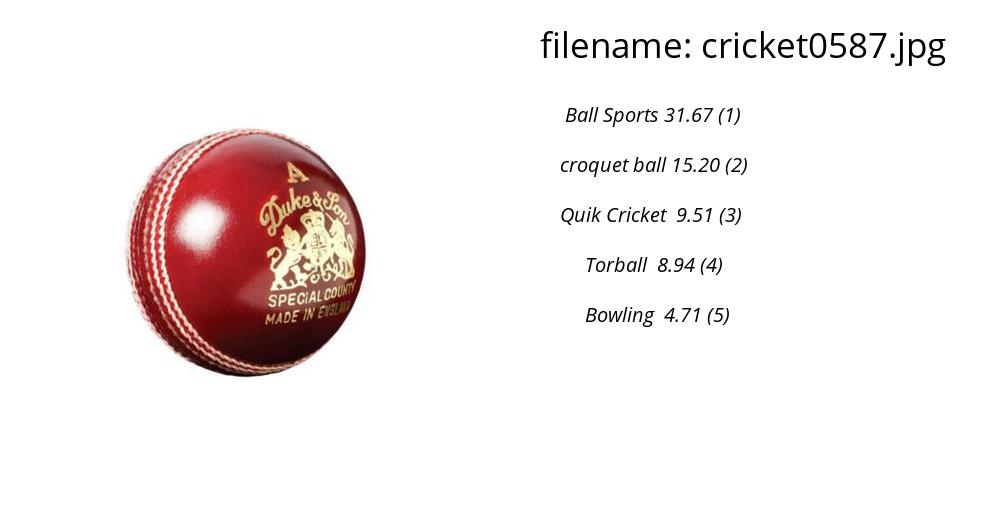 filename: cricket0587.jpg
Ball Sports 31.67 (1)
croquet ball 15.20 (2)
Quik Cricket 9.51 (3)
Torball 8.94 (4)
Bowling 4.71 (5)
A
Duke & Son
SPECIAL COUNTY
MADE IN ENGLAND